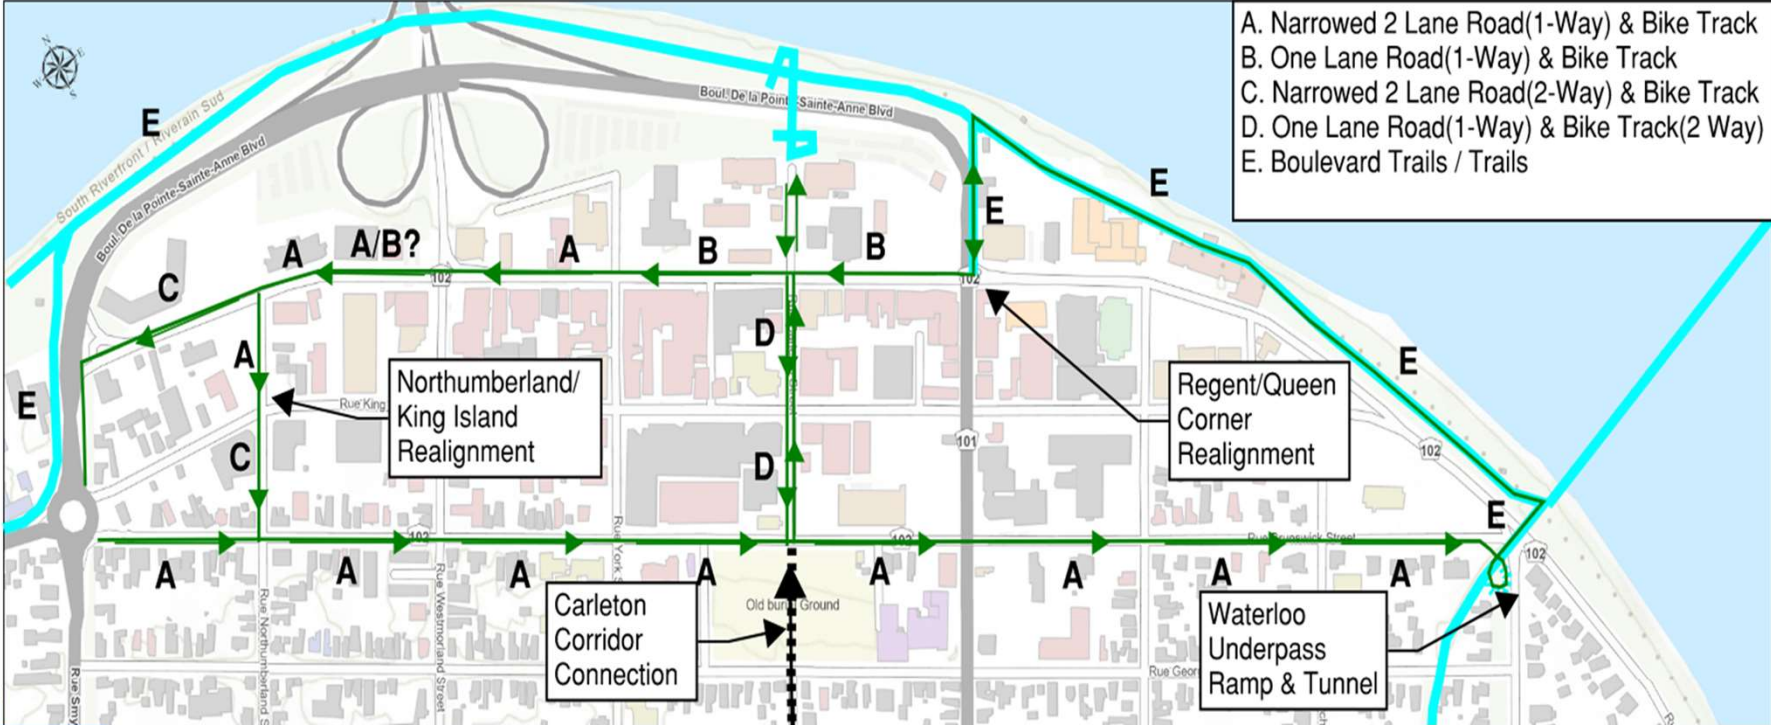 A. Narrowed 2 Lane Road(1-Way) & Bike Track
B. One Lane Road(1-Way) & Bike Track
C. Narrowed 2 Lane Road(2-Way) & Bike Track
D. One Lane Road(1-Way) & Bike Track(2 Way)
E. Boulevard Trails / Trails
N
E
S
W
E
South Riverfront / Riverain Sud
Boul. De la Pointe-Sainte-Anne Blvd
Boul. De la Pointe-Sainte-Anne Blvd
E
E
A
A/B?
A
B
B
102
102
C
D
E
A
Northumberland/
King Island
Realignment
Rue King
Regent/Queen
Corner
Realignment
E
C
D
101
102
E
102
102
Rue Brunswick Street
102
A
A
A
A
A
A
A
A
Carleton
Corridor
Connection
Old burial Ground
Waterloo
Underpass
Ramp & Tunnel
Rue York S
Rue Northumberland S
Rue Westmorland Street
Rue Smy
Rue Geor